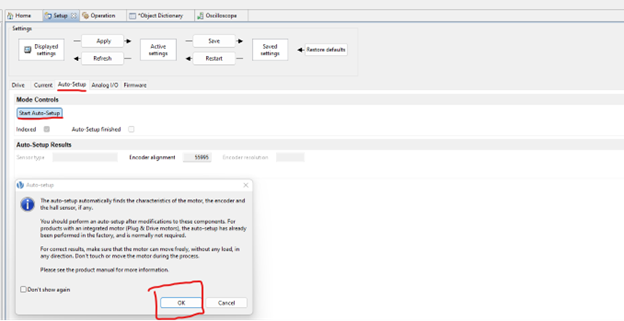 Home Setup Operation *Object Dictionary Oscilloscope
Settings
Displayed settings Apply Refresh Active settings Save Restart Saved settings Restore defaults
Drive Current Auto-Setup Analog I/O Firmware
Mode Controls
Start Auto-Setup
Indexed Auto-Setup finished
Auto-Setup Results
Sensor type Encoder alignment 55995 Encoder resolution
Auto-setup
The auto-setup automatically finds the characteristics of the motor, the encoder and
the hall sensor, if any.
You should perform an auto-setup after modifications to these components. For
products with an integrated motor (Plug & Drive motors), the auto-setup has already
been performed in the factory, and is normally not required.
For correct results, make sure that the motor can move freely, without any load, in
any direction. Don't touch or move the motor during the process.
Please see the product manual for more information.
Don't show again
OK Cancel